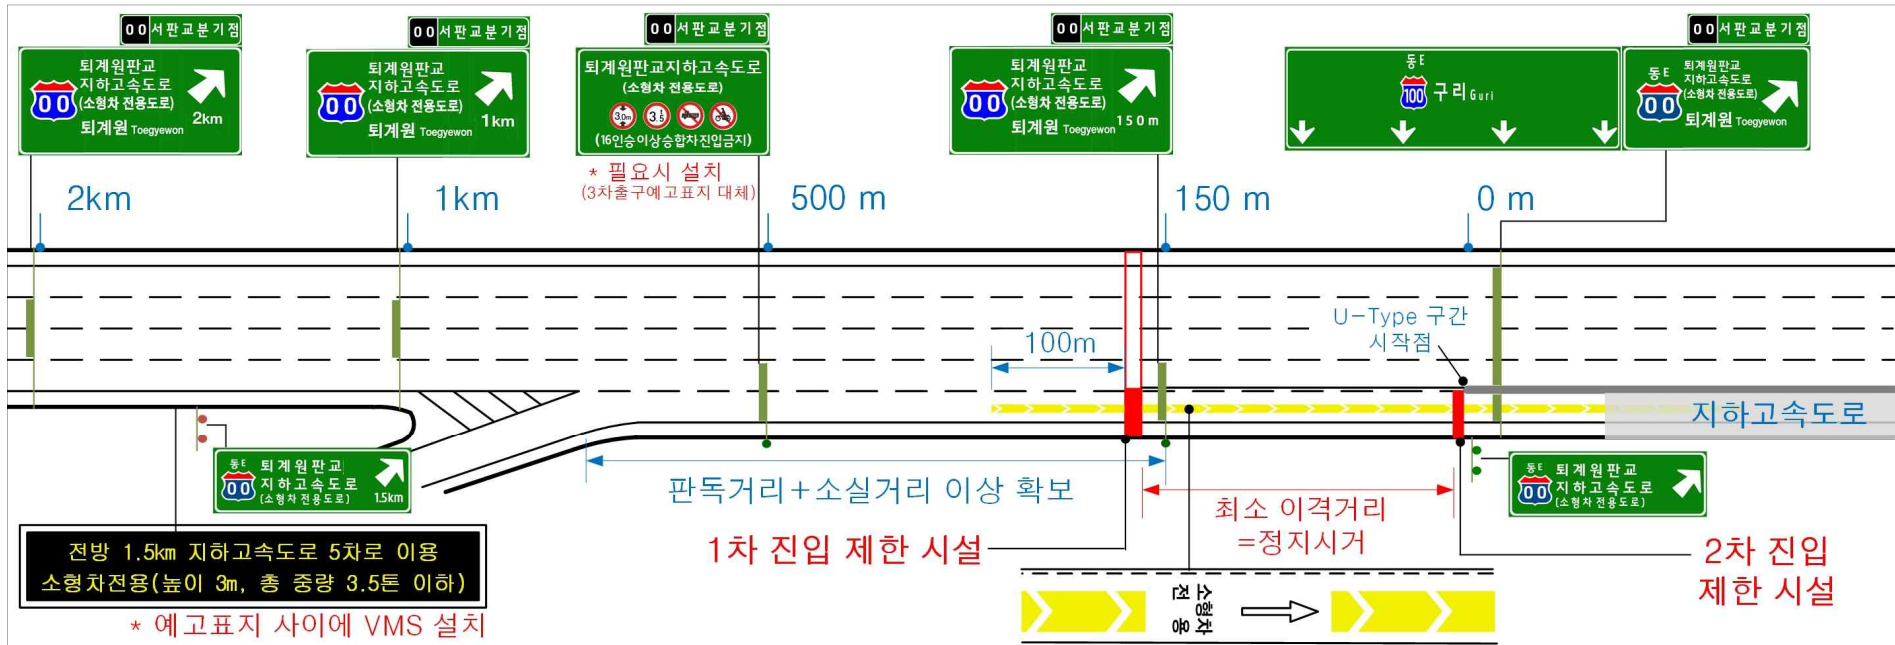 00 서판교분기점
퇴계원판교
지하고속도로
(소형차 전용도로)
00
퇴계원 Toegyewon
2km
00 서판교분기점
퇴계원판교
지하고속도로
(소형차 전용도로)
00
퇴계원 Toegyewon
1km
00 서판교분기점
퇴계원판교지하고속도로
(소형차 전용도로)
3.0m
3.5
(16인승이상승합차진입금지)
* 필요시 설치
(3차출구예고표지 대체)
00 서판교분기점
퇴계원판교
지하고속도로
(소형차 전용도로)
00
퇴계원 Toegyewon
150m
동E
100 구리 Guri
00 서판교분기점
동E
퇴계원판교
지하고속도로
(소형차 전용도로)
00
퇴계원 Toegyewon
2km
1km
500 m
150 m
0 m
U-Type 구간
시작점
100m
지하고속도로
동E 퇴계원판교
00 지하고속도로
(소형차 전용도로)
1.5km
판독거리+소실거리 이상 확보
최소 이격거리
=정지시거
동E 퇴계원판교
00 지하고속도로
(소형차 전용도로)
1차 진입 제한 시설
2차 진입
제한 시설
전방 1.5km 지하고속도로 5차로 이용
소형차전용(높이 3m, 총 중량 3.5톤 이하)
* 예고표지 사이에 VMS 설치
소형차
전용